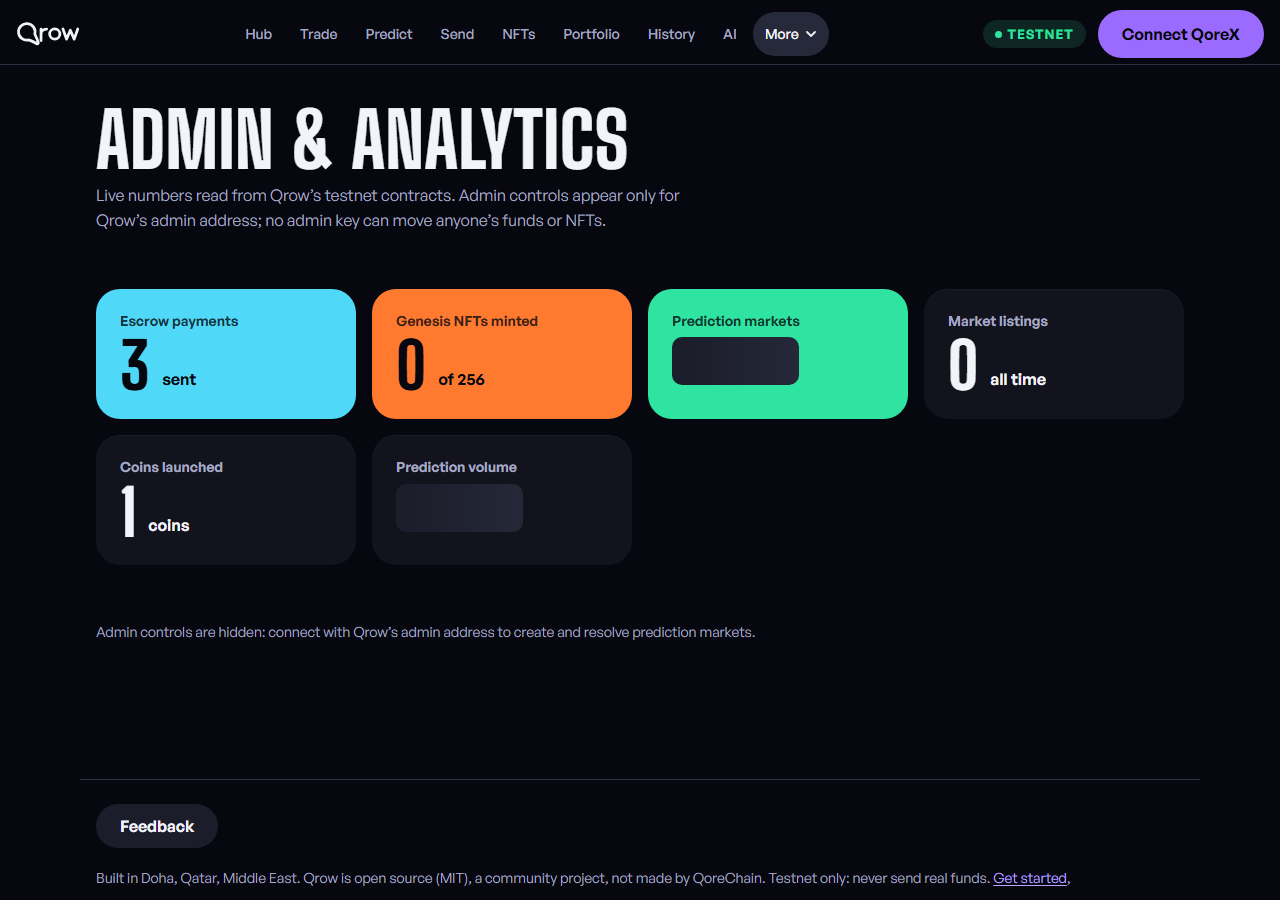 Qrow
Hub Trade Predict Send NFTs Portfolio History AI More TESTNET Connect QoreX
ADMIN & ANALYTICS
Live numbers read from Qrow’s testnet contracts. Admin controls appear only for
Qrow’s admin address; no admin key can move anyone’s funds or NFTs.
Escrow payments
3 sent
Genesis NFTs minted
0 of 256
Prediction markets
Market listings
0 all time
Coins launched
1 coins
Prediction volume
Admin controls are hidden: connect with Qrow’s admin address to create and resolve prediction markets.
Feedback
Built in Doha, Qatar, Middle East. Qrow is open source (MIT), a community project, not made by QoreChain. Testnet only: never send real funds. Get started,